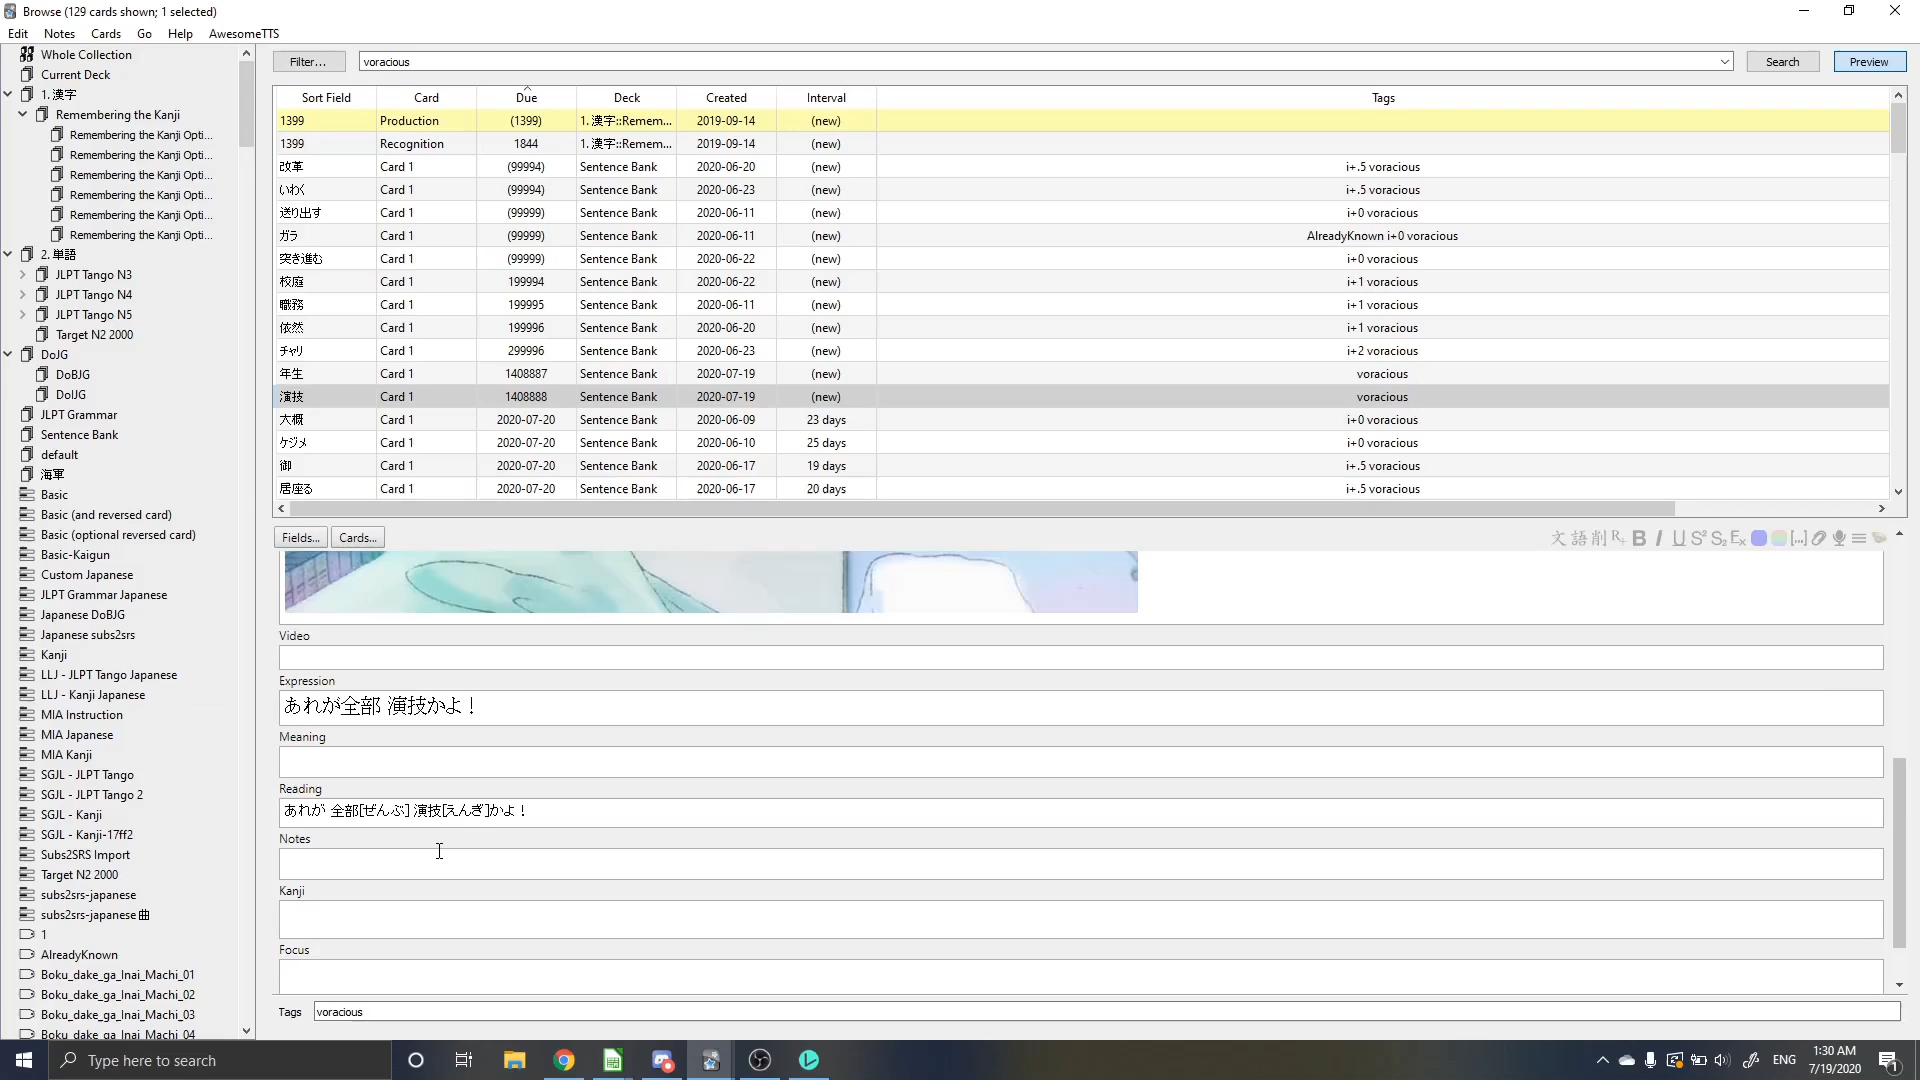 Browse (129 cards shown; 1 selected)
Edit Notes Cards Go Help AwesomeTTS
Whole Collection
Current Deck
1. 漢字
Remembering the Kanji
Remembering the Kanji Opti...
Remembering the Kanji Opti...
Remembering the Kanji Opti...
Remembering the Kanji Opti...
Remembering the Kanji Opti...
Remembering the Kanji Opti...
2. 単語
JLPT Tango N3
JLPT Tango N4
JLPT Tango N5
Target N2 2000
DoJG
DoBJG
DoIJG
JLPT Grammar
Sentence Bank
default
海軍
Basic
Basic (and reversed card)
Basic (optional reversed card)
Basic-Kaigun
Custom Japanese
JLPT Grammar Japanese
Japanese DoBJG
Japanese subs2srs
Kanji
LLJ - JLPT Tango Japanese
LLJ - Kanji Japanese
MIA Instruction
MIA Japanese
MIA Kanji
SGJL - JLPT Tango
SGJL - JLPT Tango 2
SGJL - Kanji
SGJL - Kanji-17ff2
Subs2SRS Import
Target N2 2000
subs2srs-japanese
subs2srs-japanese 曲
1
AlreadyKnown
Boku_dake_ga_Inai_Machi_01
Boku_dake_ga_Inai_Machi_02
Boku_dake_ga_Inai_Machi_03
Boku_dake_ga_Inai_Machi_04
Filter... voracious Search Preview
Sort Field Card Due Deck Created Interval Tags
1399 Production (1399) 1. 漢字::Remem... 2019-09-14 (new)
1399 Recognition 1844 1. 漢字::Remem... 2019-09-14 (new)
改革 Card 1 (99994) Sentence Bank 2020-06-20 (new) i+.5 voracious
いわく Card 1 (99994) Sentence Bank 2020-06-23 (new) i+.5 voracious
送り出す Card 1 (99999) Sentence Bank 2020-06-11 (new) i+0 voracious
ガラ Card 1 (99999) Sentence Bank 2020-06-11 (new) AlreadyKnown i+0 voracious
突き進む Card 1 (99999) Sentence Bank 2020-06-22 (new) i+0 voracious
校庭 Card 1 199994 Sentence Bank 2020-06-22 (new) i+1 voracious
職務 Card 1 199995 Sentence Bank 2020-06-11 (new) i+1 voracious
依然 Card 1 199996 Sentence Bank 2020-06-20 (new) i+1 voracious
チャリ Card 1 299996 Sentence Bank 2020-06-23 (new) i+2 voracious
年生 Card 1 1408887 Sentence Bank 2020-07-19 (new) voracious
演技 Card 1 1408888 Sentence Bank 2020-07-19 (new) voracious
大概 Card 1 2020-07-20 Sentence Bank 2020-06-09 23 days i+0 voracious
ケジメ Card 1 2020-07-20 Sentence Bank 2020-06-10 25 days i+0 voracious
御 Card 1 2020-07-20 Sentence Bank 2020-06-17 19 days i+.5 voracious
居座る Card 1 2020-07-20 Sentence Bank 2020-06-17 20 days i+.5 voracious
Fields... Cards... 文 語 削 R+ B I U S² S₂ Ex [...]
Video
Expression
あれが全部 演技かよ！
Meaning
Reading
あれが 全部[ぜんぶ] 演技[えんぎ]かよ！
Notes
Kanji
Focus
Tags voracious
Type here to search
ENG
1:30 AM
7/19/2020
1